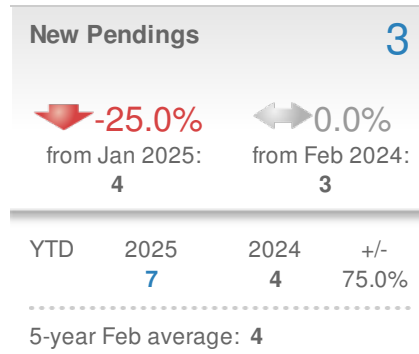 New Pendings 3
-25.0% 0.0%
from Jan 2025: from Feb 2024:
4 3
YTD 2025 2024 +/-
7 4 75.0%
5-year Feb average: 4